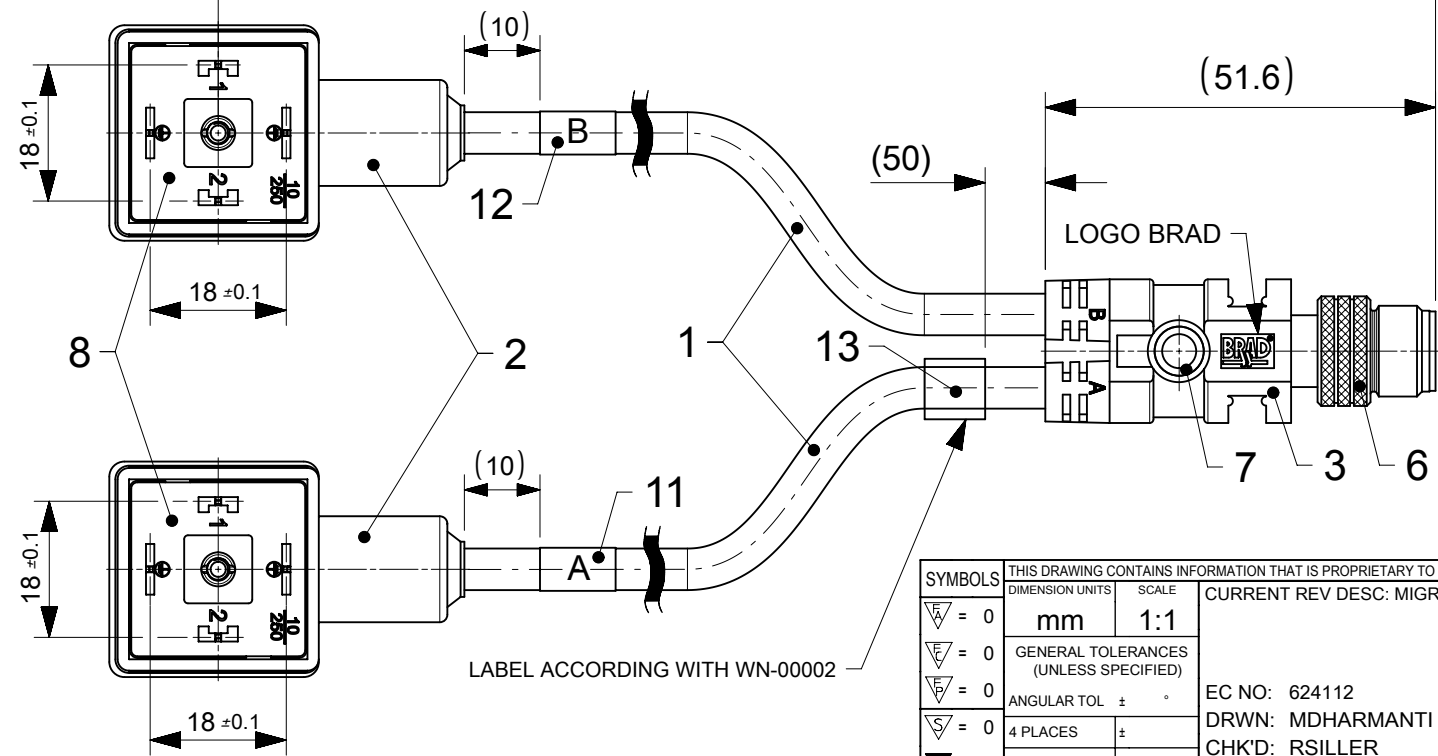 (10)
(51.6)
18 ±0.1
1
2
10
250
B
12
(50)
LOGO BRAD
18 ±0.1
8
2
1
13
B
A
BRAD
7
3
6
(10)
11
18 ±0.1
1
2
10
250
A
LABEL ACCORDING WITH WN-00002
18 ±0.1
SYMBOLS
THIS DRAWING CONTAINS INFORMATION THAT IS PROPRIETARY TO
DIMENSION UNITS
SCALE
CURRENT REV DESC: MIGR
mm
1:1
FA = 0
FC = 0
FP = 0
S = 0
GENERAL TOLERANCES
(UNLESS SPECIFIED)
ANGULAR TOL ± °
4 PLACES ±
EC NO: 624112
DRWN: MDHARMANTI
CHK'D: RSILLER